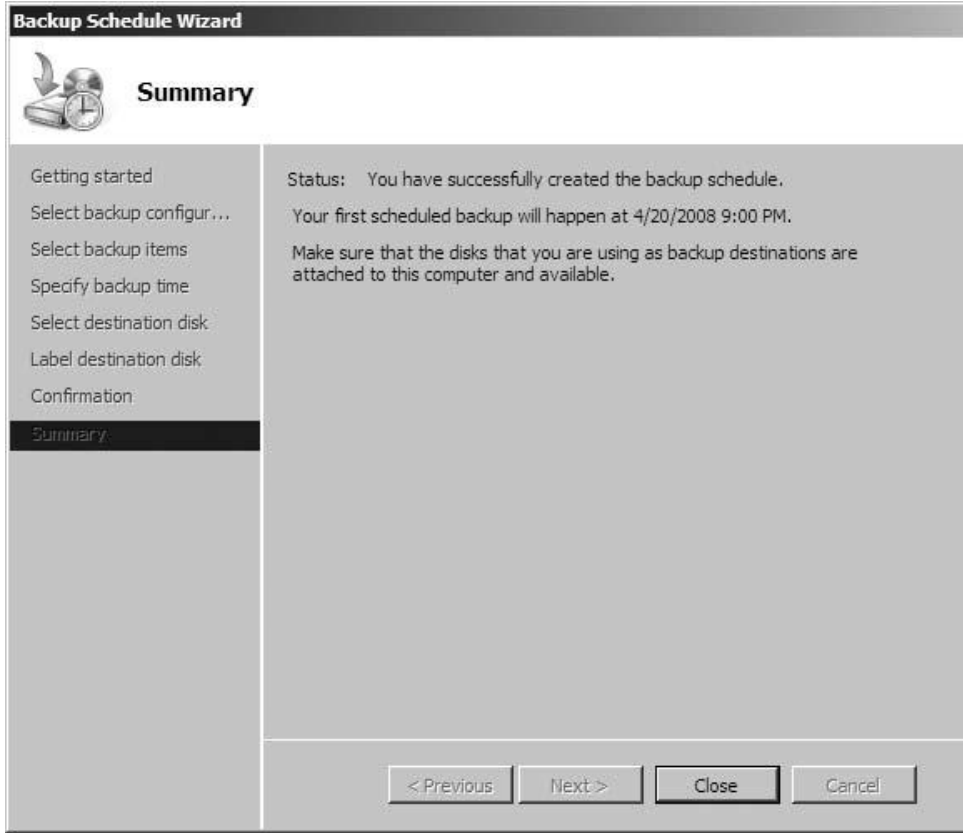 Backup Schedule Wizard
Summary
Getting started
Select backup configur...
Select backup items
Specify backup time
Select destination disk
Label destination disk
Confirmation
Summary
Status: You have successfully created the backup schedule.
Your first scheduled backup will happen at 4/20/2008 9:00 PM.
Make sure that the disks that you are using as backup destinations are
attached to this computer and available.
< Previous Next > Close Cancel